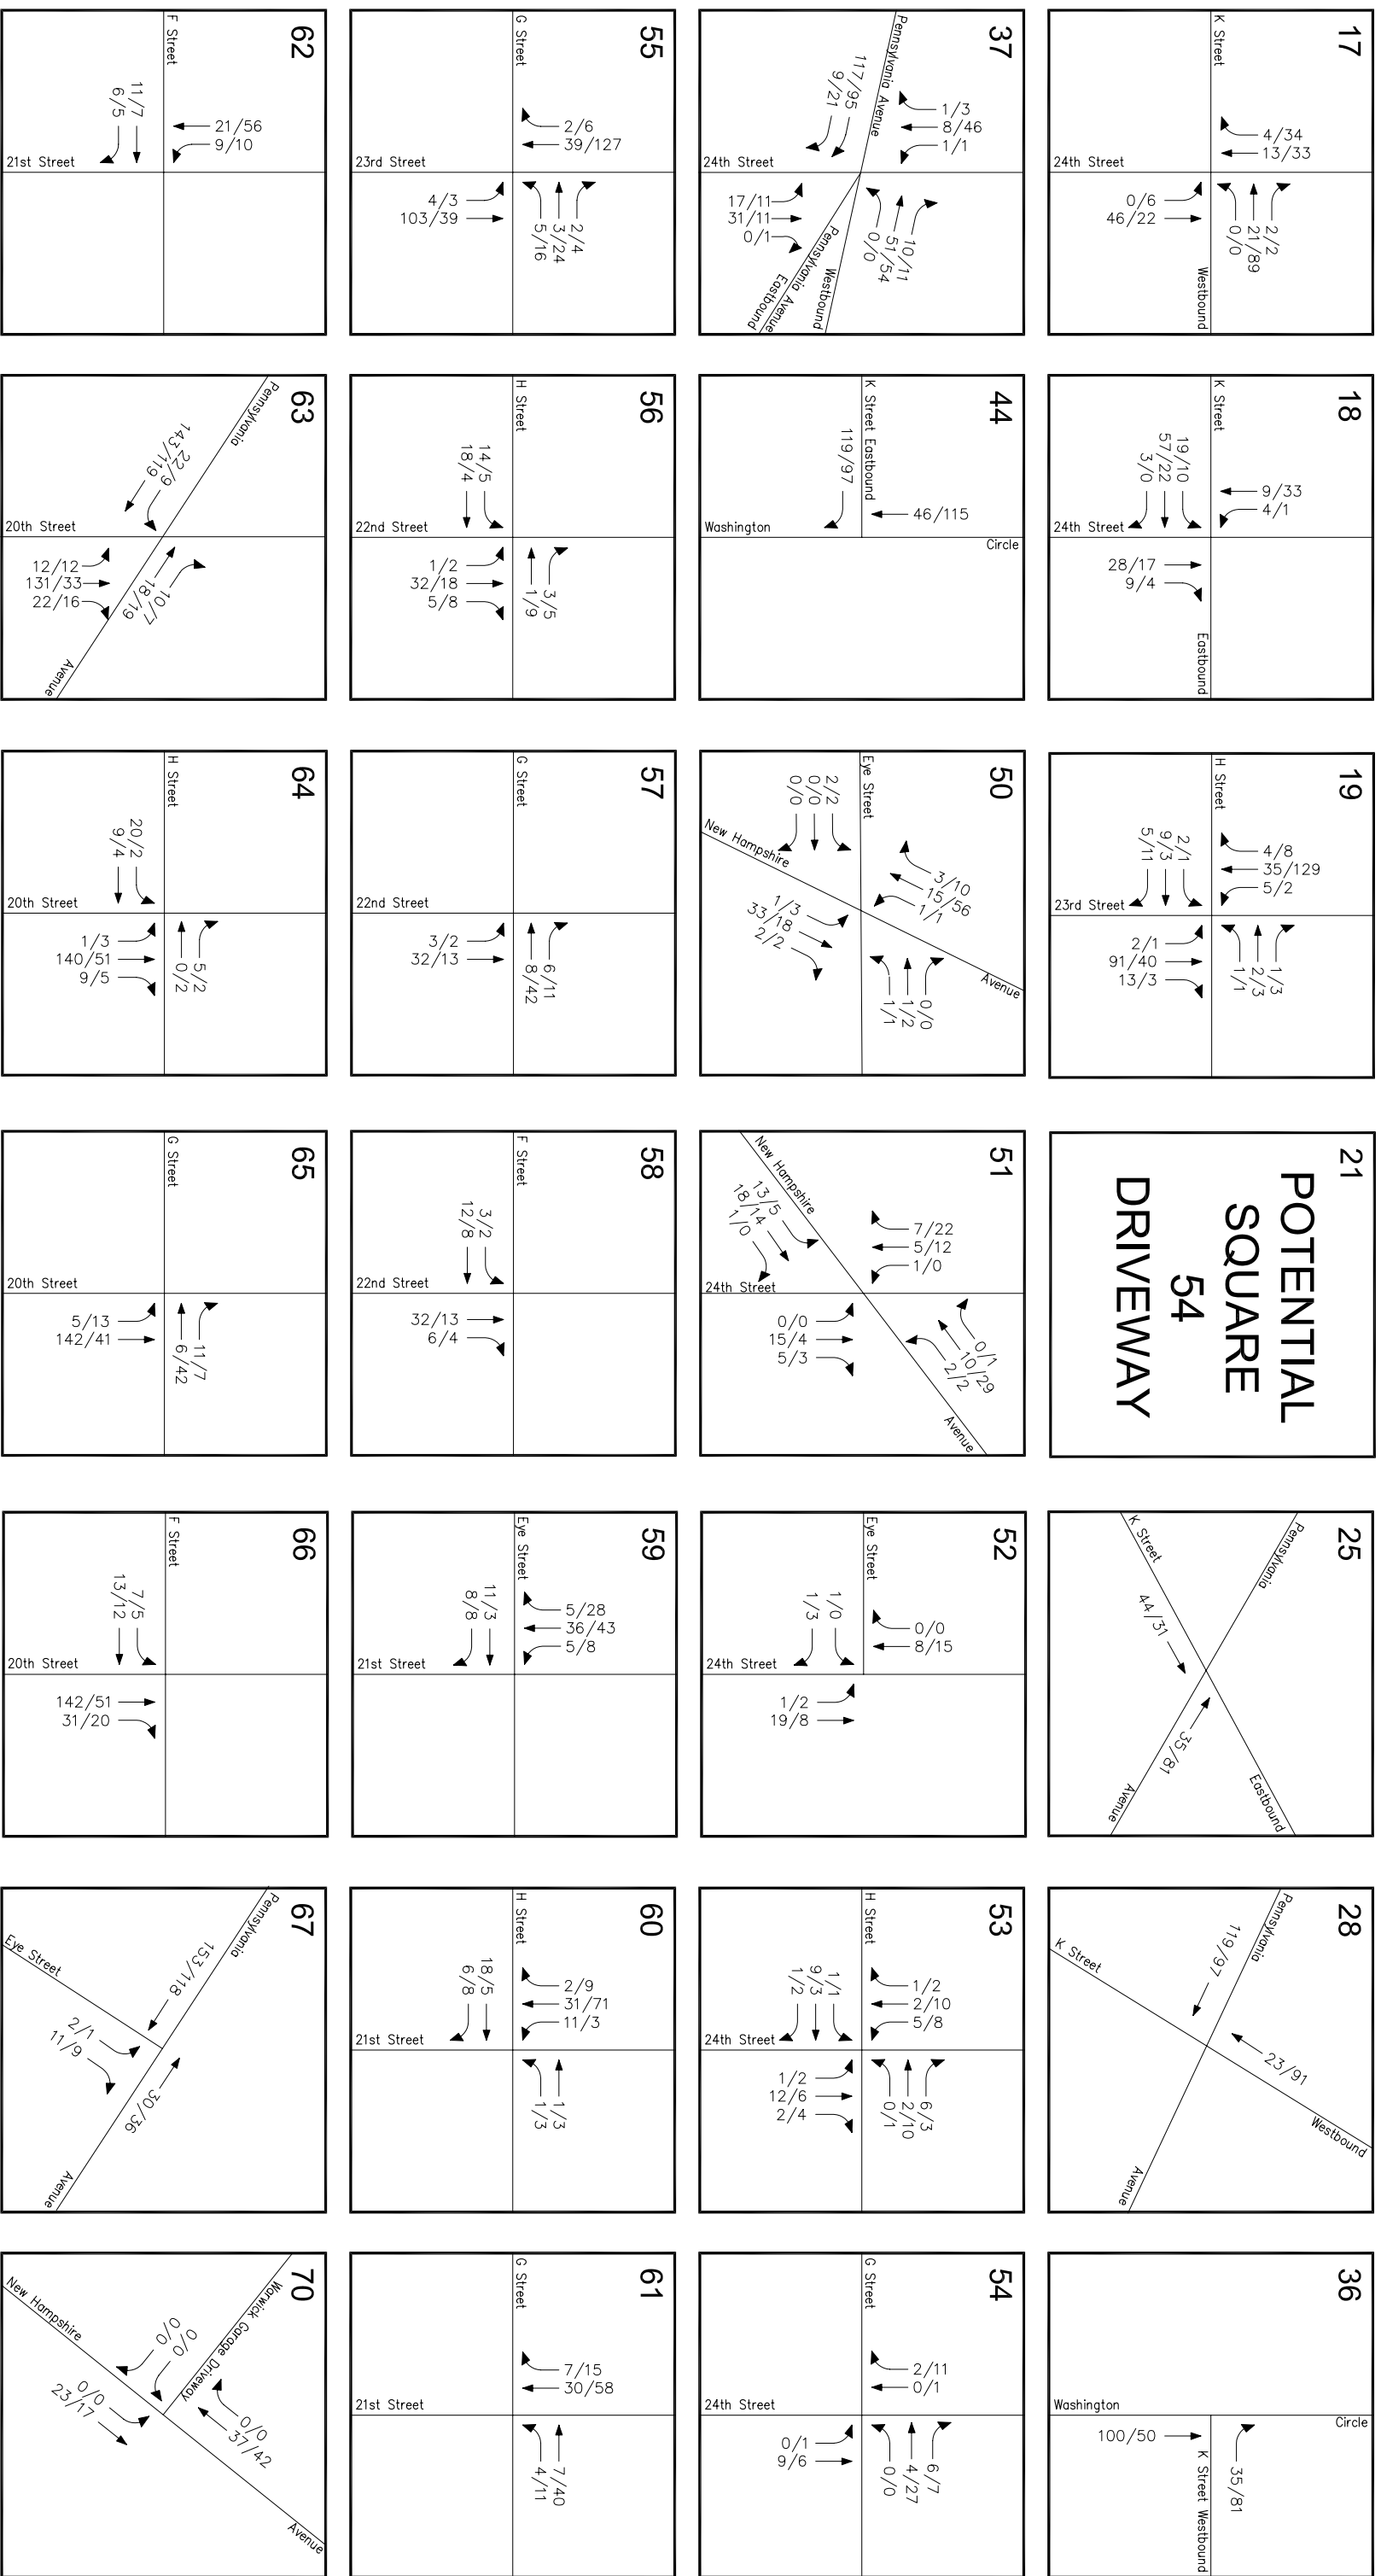 17
K Street
4/34
13/33
24th Street
0/6
46/22
2/2
21/89
0/0
Westbound
18
K Street
19/10
57/22
3/0
9/33
4/1
24th Street
28/17
9/4
Eastbound
19
H Street
2/1
9/3
5/11
4/8
35/129
5/2
23rd Street
2/1
91/40
13/3
1/3
2/3
1/1
21
POTENTIAL
SQUARE
54
DRIVEWAY
25
Pennsylvania
K Street
44/31
35/81
Eastbound
Avenue
28
Pennsylvania
K Street
119/97
23/91
Westbound
Avenue
36
Washington
Circle
100/50
35/81
K Street Westbound
37
Pennsylvania Avenue
117/95
9/21
1/3
8/46
1/1
24th Street
17/11
31/11
0/1
10/11
51/54
0/0
Westbound
Pennsylvania Avenue
Eastbound
44
K Street Eastbound
119/97
46/115
Washington
Circle
50
Eye Street
2/2
0/0
0/0
3/10
15/56
1/1
New Hampshire
1/3
33/18
2/2
0/0
1/2
1/1
Avenue
51
New Hampshire
13/5
18/14
1/0
7/22
5/12
1/0
24th Street
0/0
15/4
5/3
0/1
10/29
2/2
Avenue
52
Eye Street
1/0
1/3
0/0
8/15
24th Street
1/2
19/8
53
H Street
1/1
9/3
1/2
1/2
2/10
5/8
24th Street
1/2
12/6
2/4
6/3
2/10
0/1
54
G Street
2/11
0/1
24th Street
0/1
9/6
6/7
4/27
0/0
55
G Street
2/6
39/127
23rd Street
4/3
103/39
2/4
3/24
5/16
56
H Street
14/5
18/4
22nd Street
1/2
32/18
5/8
3/5
1/9
57
G Street
22nd Street
3/2
32/13
6/11
8/42
58
F Street
3/2
12/8
22nd Street
32/13
6/4
59
Eye Street
11/3
8/8
5/28
36/43
5/8
21st Street
60
H Street
18/5
6/8
2/9
31/71
11/3
21st Street
1/3
1/3
61
G Street
7/15
30/58
21st Street
7/40
4/11
62
F Street
11/7
6/5
21/56
9/10
21st Street
63
Pennsylvania
22/9
143/119
20th Street
12/12
131/33
22/16
10/7
18/19
Avenue
64
H Street
20/2
9/4
20th Street
1/3
140/51
9/5
5/2
0/2
65
G Street
20th Street
5/13
142/41
11/7
6/42
66
F Street
7/5
13/12
20th Street
142/51
31/20
67
Pennsylvania
Eye Street
153/118
2/1
11/9
30/36
Avenue
70
Warwick Garage Driveway
New Hampshire
0/0
0/0
0/0
23/17
0/0
37/42
Avenue